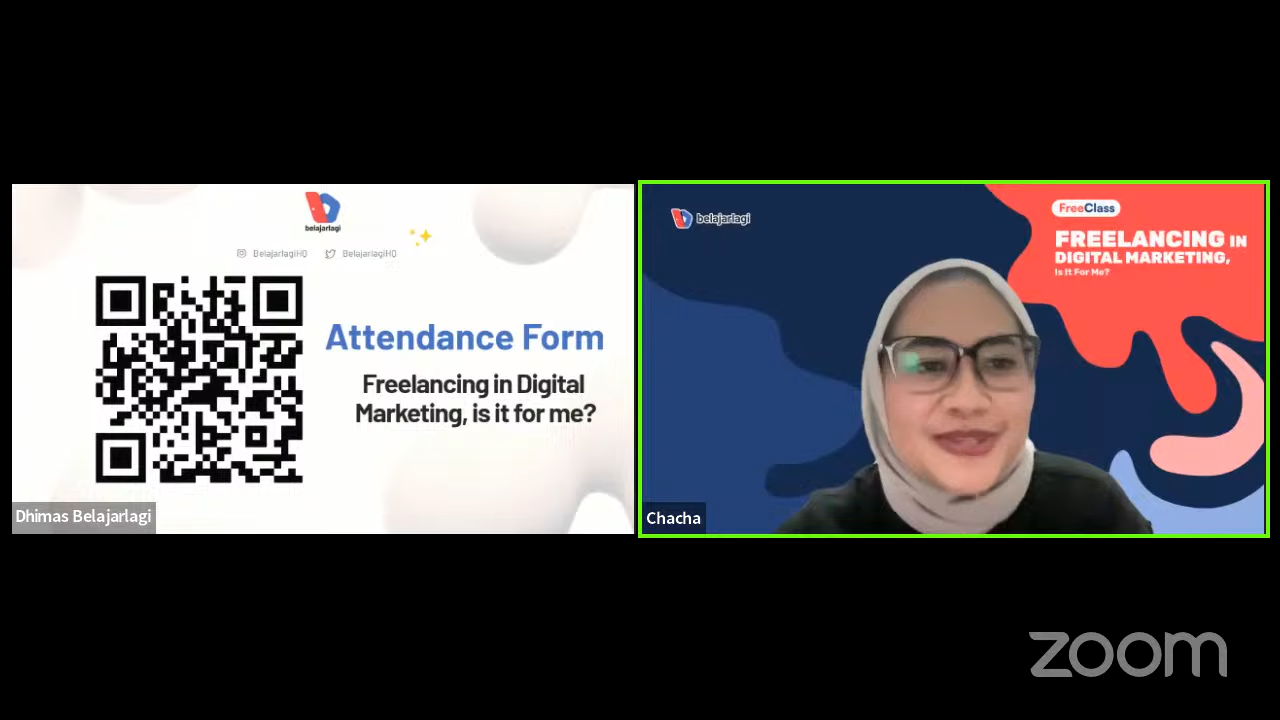 belajarlagi
BelajarlagiHQ BelajarlagiHQ
Attendance Form
Freelancing in Digital
Marketing, is it for me?
Dhimas Belajarlagi
belajarlagi
FreeClass
FREELANCING IN
DIGITAL MARKETING,
Is It For Me?
Chacha
zoom